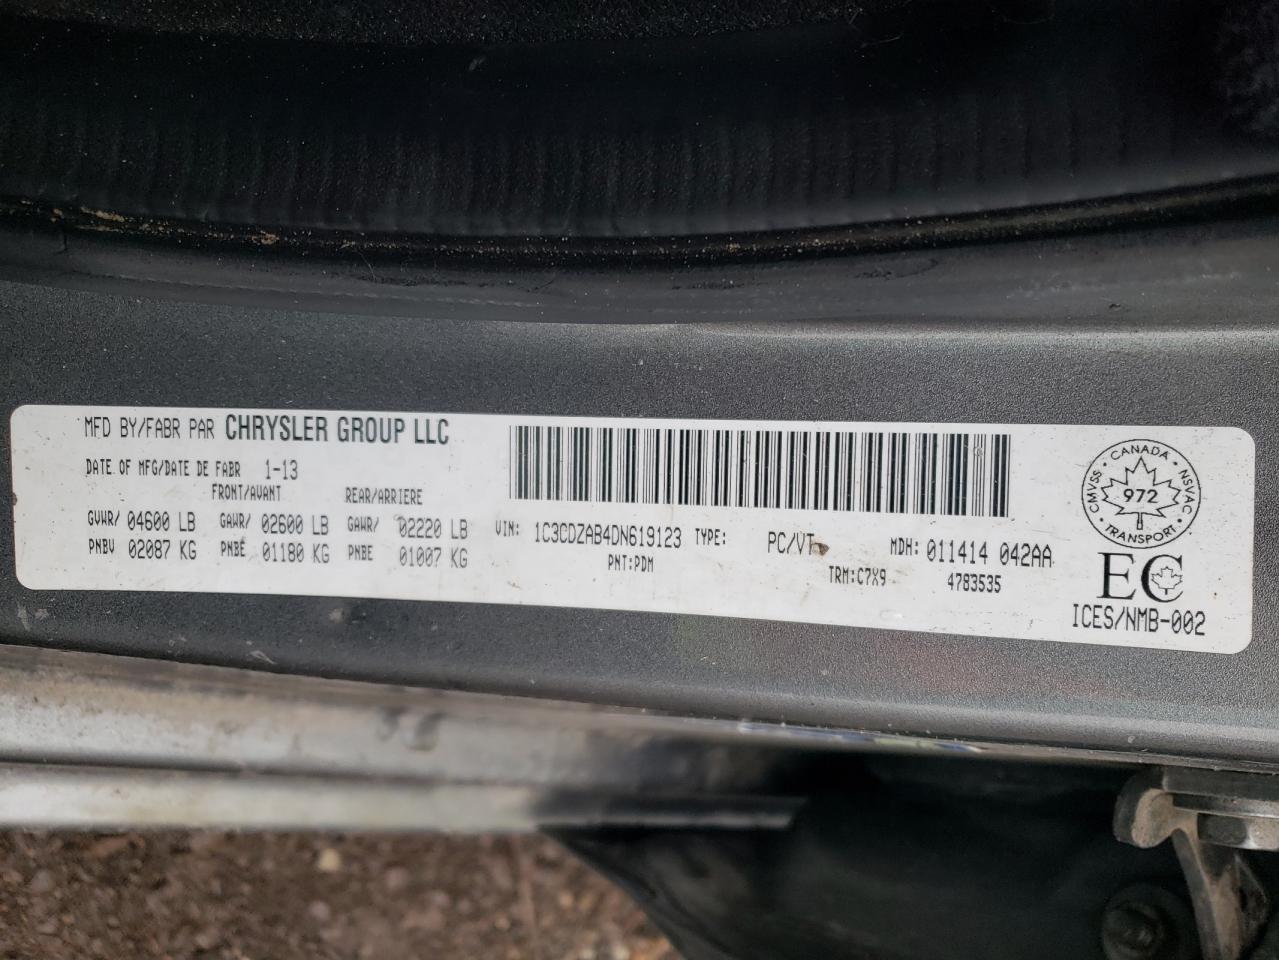 MFD BY/FABR PAR CHRYSLER GROUP LLC
DATE OF MFG/DATE DE FABR 1-13
FRONT/AVANT REAR/ARRIERE
GVWR/ 04600 LB GAWR/ 02600 LB GAWR/ 02220 LB
PNBV 02087 KG PNBE 01180 KG PNBE 01007 KG
VIN: 1C3CDZAB4DN619123 TYPE: PC/VT MDH: 011414 042AA
PNT:PDM TRM:C7X9 4783535
CANADA
CMVSS 972 NSVAC
TRANSPORT
EC
ICES/NMB-002